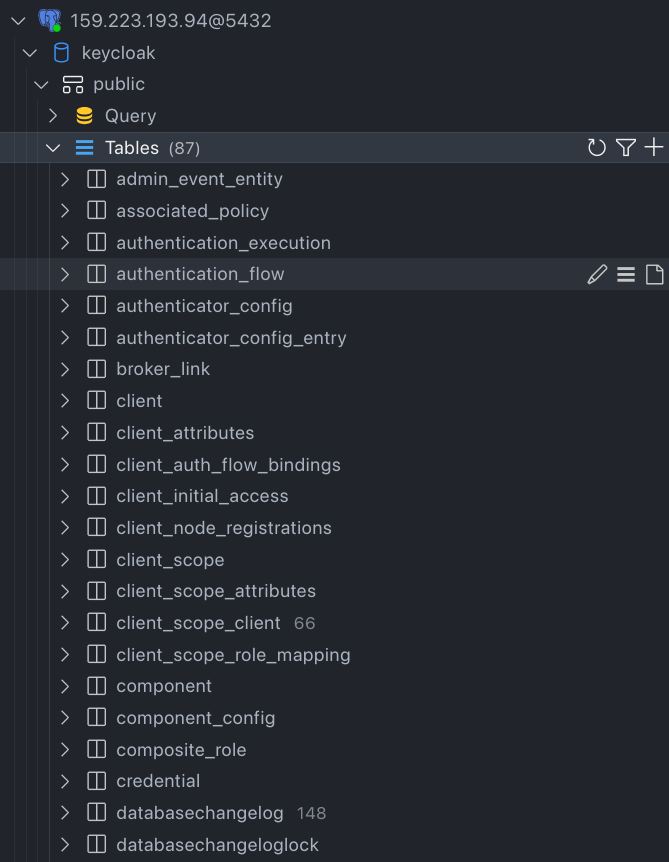 159.223.193.94@5432
keycloak
public
Query
Tables (87)
admin_event_entity
associated_policy
authentication_execution
authentication_flow
authenticator_config
authenticator_config_entry
broker_link
client
client_attributes
client_auth_flow_bindings
client_initial_access
client_node_registrations
client_scope
client_scope_attributes
client_scope_client 66
client_scope_role_mapping
component
component_config
composite_role
credential
databasechangelog 148
databasechangeloglock